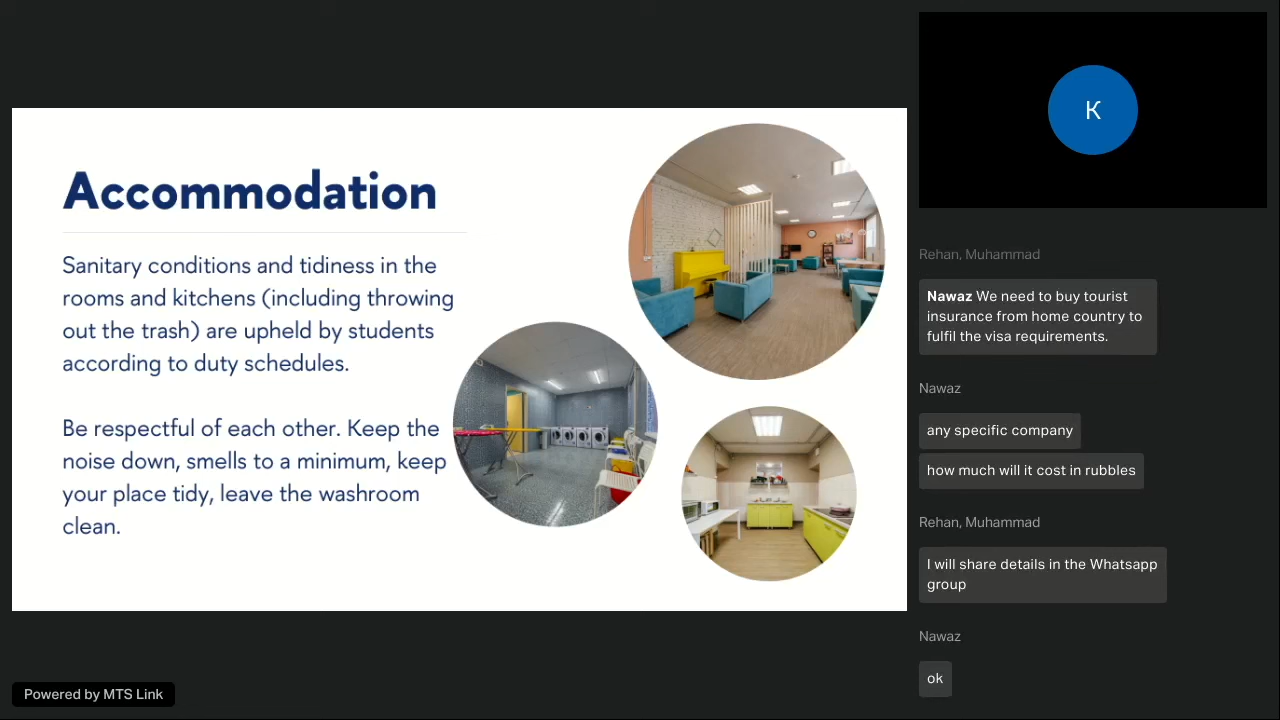 Accommodation
Sanitary conditions and tidiness in the
rooms and kitchens (including throwing
out the trash) are upheld by students
according to duty schedules.
Be respectful of each other. Keep the
noise down, smells to a minimum, keep
your place tidy, leave the washroom
clean.
Powered by MTS Link
K
Rehan, Muhammad
Nawaz We need to buy tourist
insurance from home country to
fulfil the visa requirements.
Nawaz
any specific company
how much will it cost in rubbles
Rehan, Muhammad
I will share details in the Whatsapp
group
Nawaz
ok